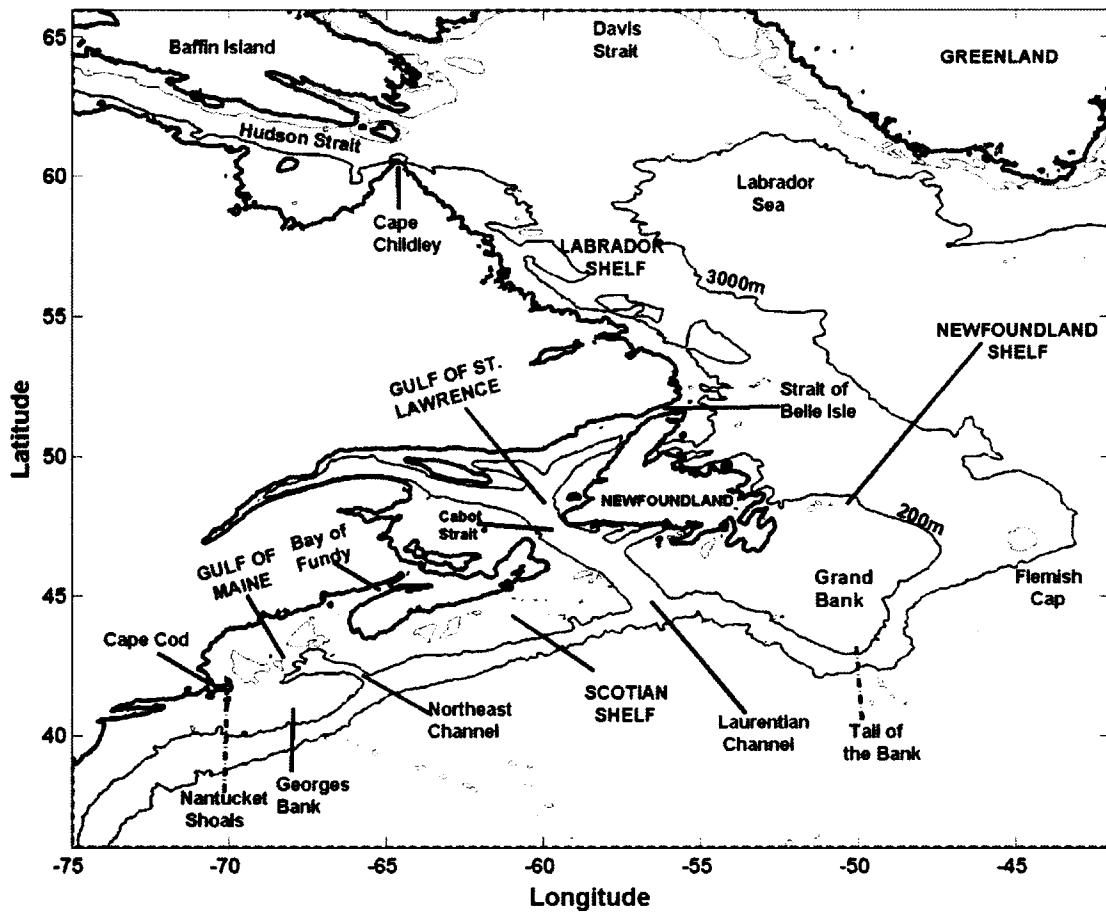 65
60
55
50
45
40
Latitude
-75
-70
-65
-60
-55
-50
-45
Longitude
Baffin Island
Davis
Strait
GREENLAND
Hudson Strait
Cape
Childley
LABRADOR
SHELF
Labrador
Sea
3000m
NEWFOUNDLAND
SHELF
GULF OF ST.
LAWRENCE
Strait of
Belle Isle
NEWFOUNDLAND
200m
Cabot
Strait
GULF OF
MAINE
Bay of
Fundy
Grand
Bank
Flemish
Cap
Cape Cod
SCOTIAN
SHELF
Northeast
Channel
Laurentian
Channel
Tail of
the Bank
Nantucket
Shoals
Georges
Bank